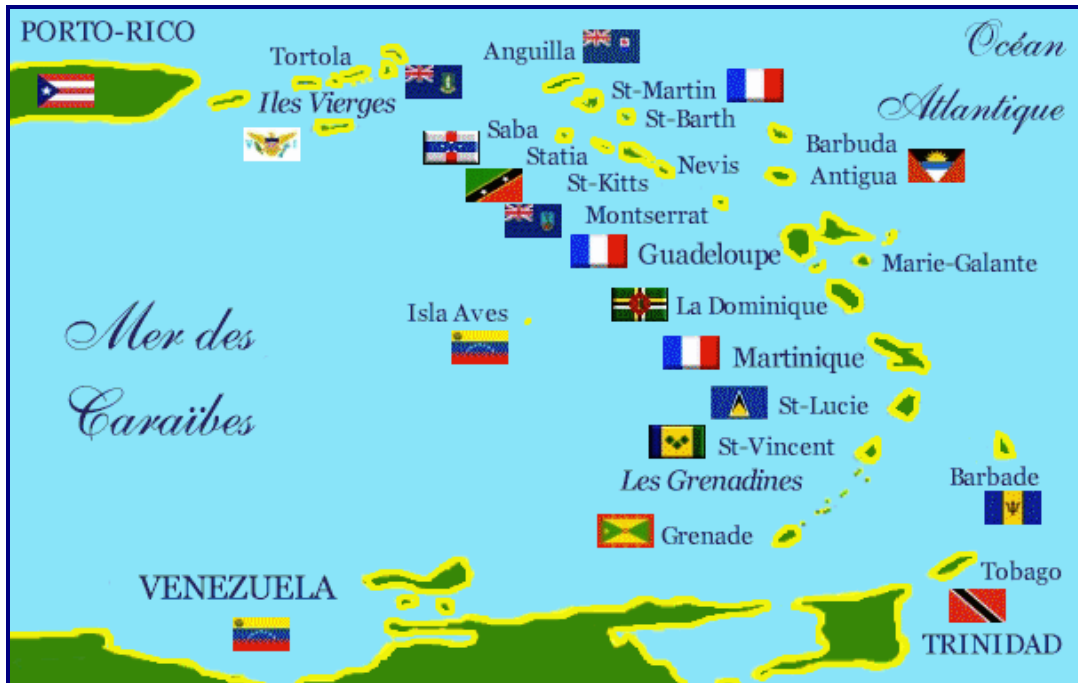 PORTO-RICO
Tortola
Iles Vierges
Anguilla
St-Martin
St-Barth
Saba
Statia
St-Kitts
Nevis
Montserrat
Océan
Atlantique
Barbuda
Antigua
Guadeloupe
Marie-Galante
La Dominique
Isla Aves
Mer des
Caraïbes
Martinique
St-Lucie
St-Vincent
Les Grenadines
Barbade
Grenade
VENEZUELA
Tobago
TRINIDAD